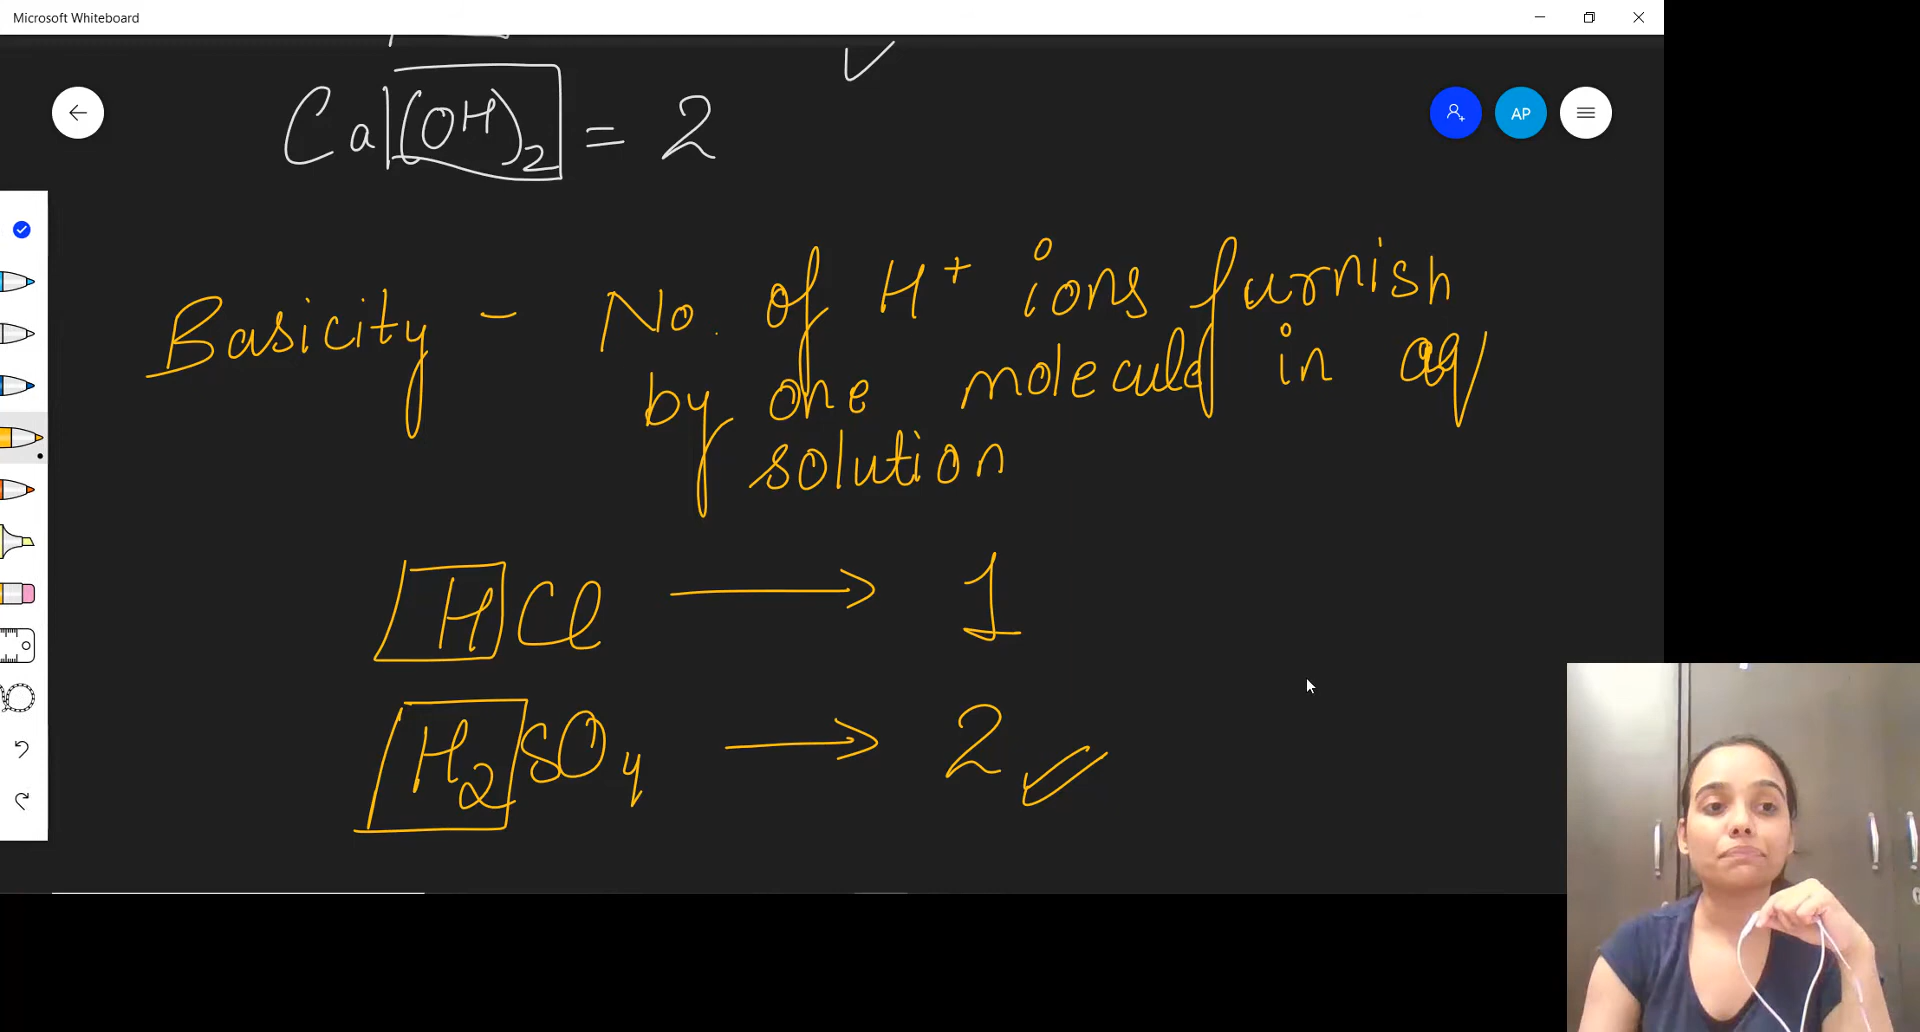 Microsoft Whiteboard
Ca(OH)2 = 2
AP
Basicity - No. of H+ ions furnish
by one molecule in aq
solution
HCl → 1
H2SO4 → 2